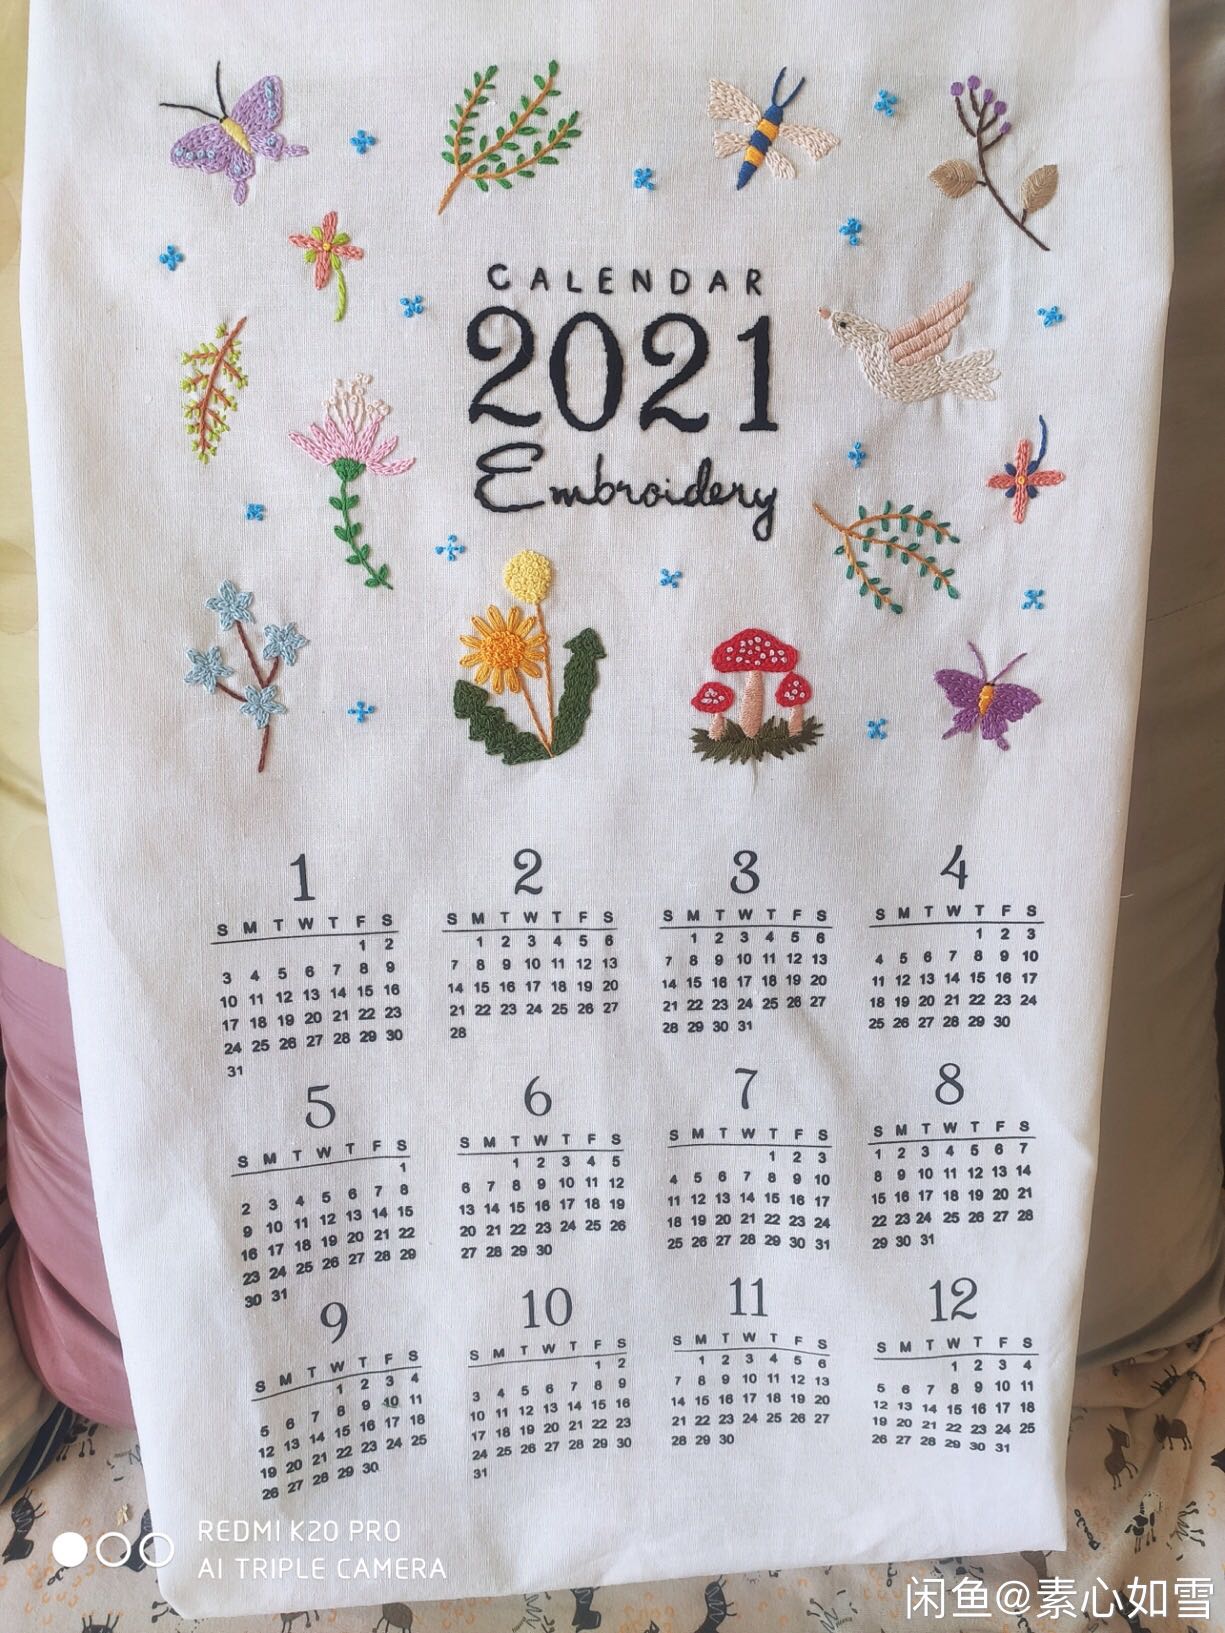 CALENDAR
2021
Embroidery
1
S M T W T F S
1 2
3 4 5 6 7 8 9
10 11 12 13 14 15 16
17 18 19 20 21 22 23
24 25 26 27 28 29 30
31
2
S M T W T F S
1 2 3 4 5 6
7 8 9 10 11 12 13
14 15 16 17 18 19 20
21 22 23 24 25 26 27
28
3
S M T W T F S
1 2 3 4 5 6
7 8 9 10 11 12 13
14 15 16 17 18 19 20
21 22 23 24 25 26 27
28 29 30 31
4
S M T W T F S
1 2 3
4 5 6 7 8 9 10
11 12 13 14 15 16 17
18 19 20 21 22 23 24
25 26 27 28 29 30
5
S M T W T F S
1
2 3 4 5 6 7 8
9 10 11 12 13 14 15
16 17 18 19 20 21 22
23 24 25 26 27 28 29
30 31
6
S M T W T F S
1 2 3 4 5
6 7 8 9 10 11 12
13 14 15 16 17 18 19
20 21 22 23 24 25 26
27 28 29 30
7
S M T W T F S
1 2 3
4 5 6 7 8 9 10
11 12 13 14 15 16 17
18 19 20 21 22 23 24
25 26 27 28 29 30 31
8
S M T W T F S
1 2 3 4 5 6 7
8 9 10 11 12 13 14
15 16 17 18 19 20 21
22 23 24 25 26 27 28
29 30 31
9
S M T W T F S
1 2 3 4
5 6 7 8 9 10 11
12 13 14 15 16 17 18
19 20 21 22 23 24 25
26 27 28 29 30
10
S M T W T F S
1 2
3 4 5 6 7 8 9
10 11 12 13 14 15 16
17 18 19 20 21 22 23
24 25 26 27 28 29 30
31
11
S M T W T F S
1 2 3 4 5 6
7 8 9 10 11 12 13
14 15 16 17 18 19 20
21 22 23 24 25 26 27
28 29 30
12
S M T W T F S
1 2 3 4
5 6 7 8 9 10 11
12 13 14 15 16 17 18
19 20 21 22 23 24 25
26 27 28 29 30 31
REDMI K20 PRO
AI TRIPLE CAMERA
闲鱼@素心如雪